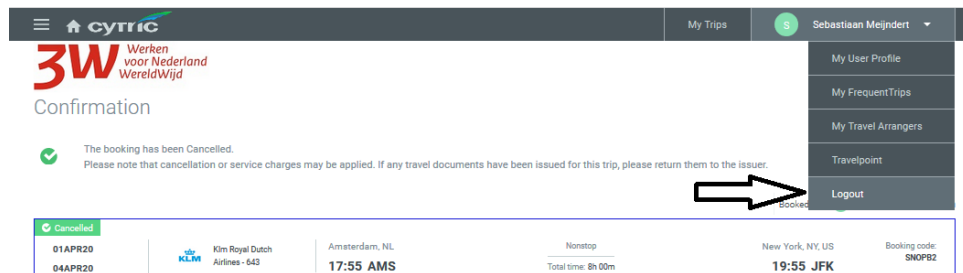 cytric
My Trips
S
Sebastiaan Meijndert
3W Werken
voor Nederland
WereldWijd
My User Profile
My FrequentTrips
My Travel Arrangers
Travelpoint
Logout
Confirmation
The booking has been Cancelled.
Please note that cancellation or service charges may be applied. If any travel documents have been issued for this trip, please return them to the issuer.
Booked
Cancelled
01APR20
04APR20
KLM
Klm Royal Dutch
Airlines - 643
Amsterdam, NL
17:55 AMS
Nonstop
Total time: 8h 00m
New York, NY, US
19:55 JFK
Booking code:
SNOPB2